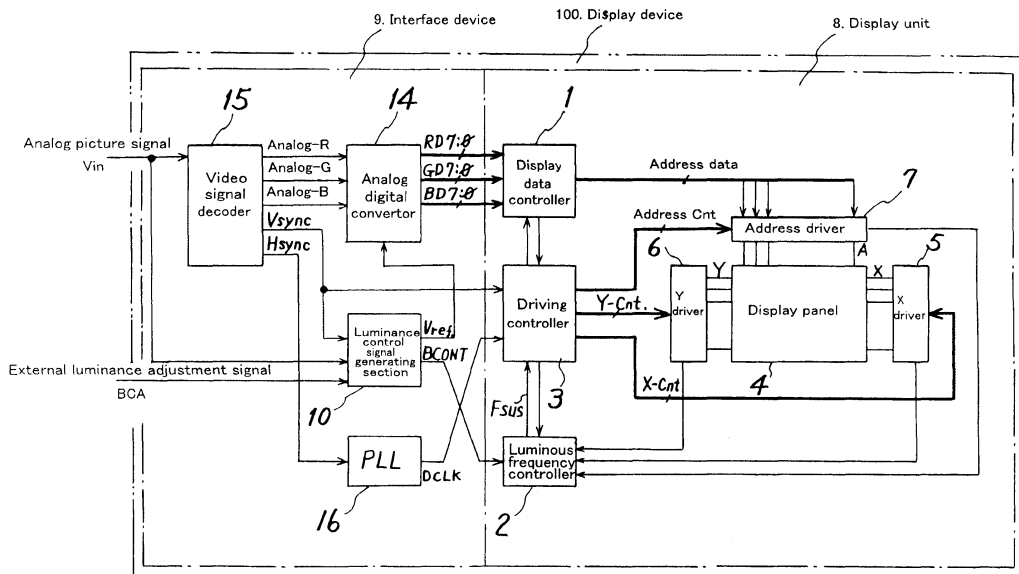 9. Interface device
100. Display device
8. Display unit
15
14
1
Analog picture signal
Vin
Analog-R
Analog-G
Analog-B
Vsync
Hsync
Video
signal
decoder
Analog
digital
convertor
RD7:0
GD7:0
BD7:0
Display
data
controller
Address data
Address Cnt
7
Address driver
A
6
5
Y
X
Y
driver
Display panel
X
driver
4
Driving
controller
Y-Cnt.
X-Cnt
3
Luminance
control
signal
generating
section
Vref
BCONT
External luminance adjustment signal
BCA
10
Fsus
PLL
DCLK
16
Luminous
frequency
controller
2